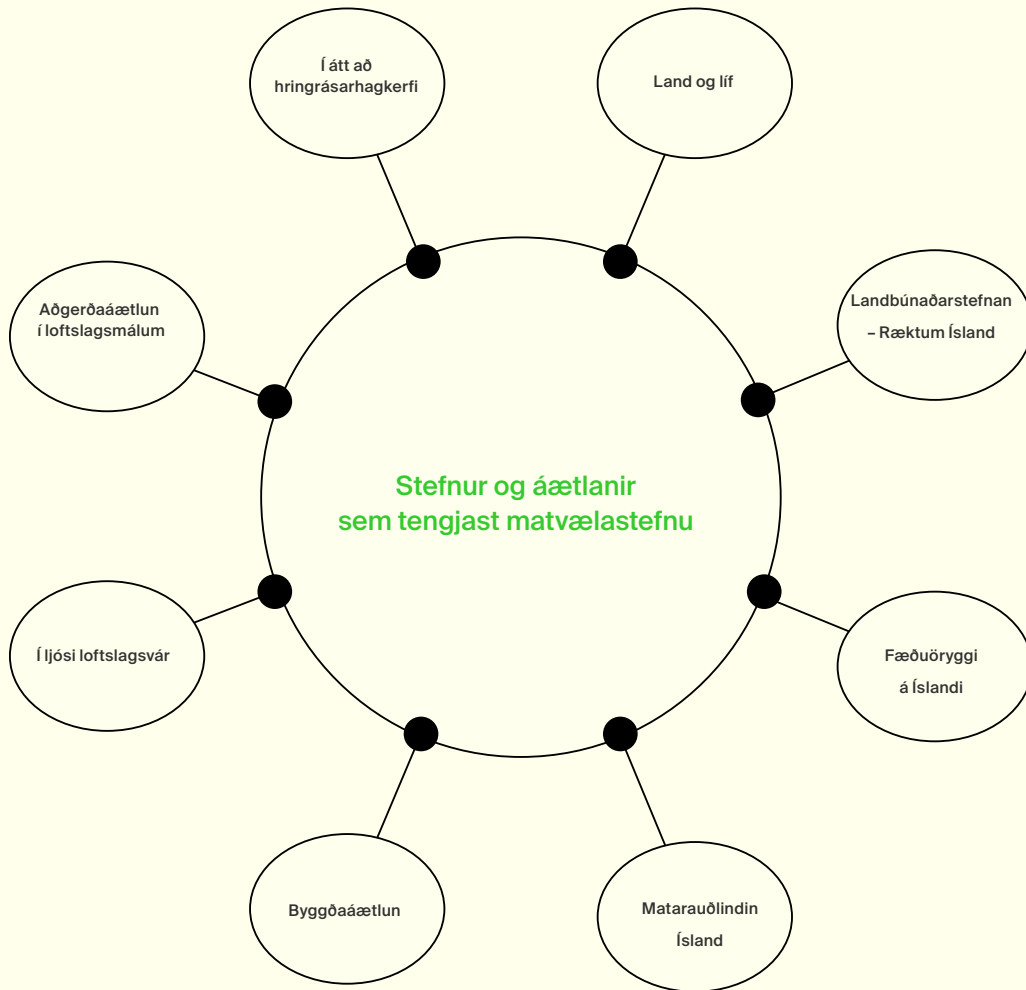 Í átt að
hringrásarhagkerfi
Land og líf
Aðgerðaáætlun
í loftslagsmálum
Landbúnaðarstefnan
– Ræktum Ísland
Stefnur og áætlanir
sem tengjast matvælastefnu
Í ljósi loftslagsvár
Fæðuöryggi
á Íslandi
Byggðaáætlun
Matarauðlindin
Ísland